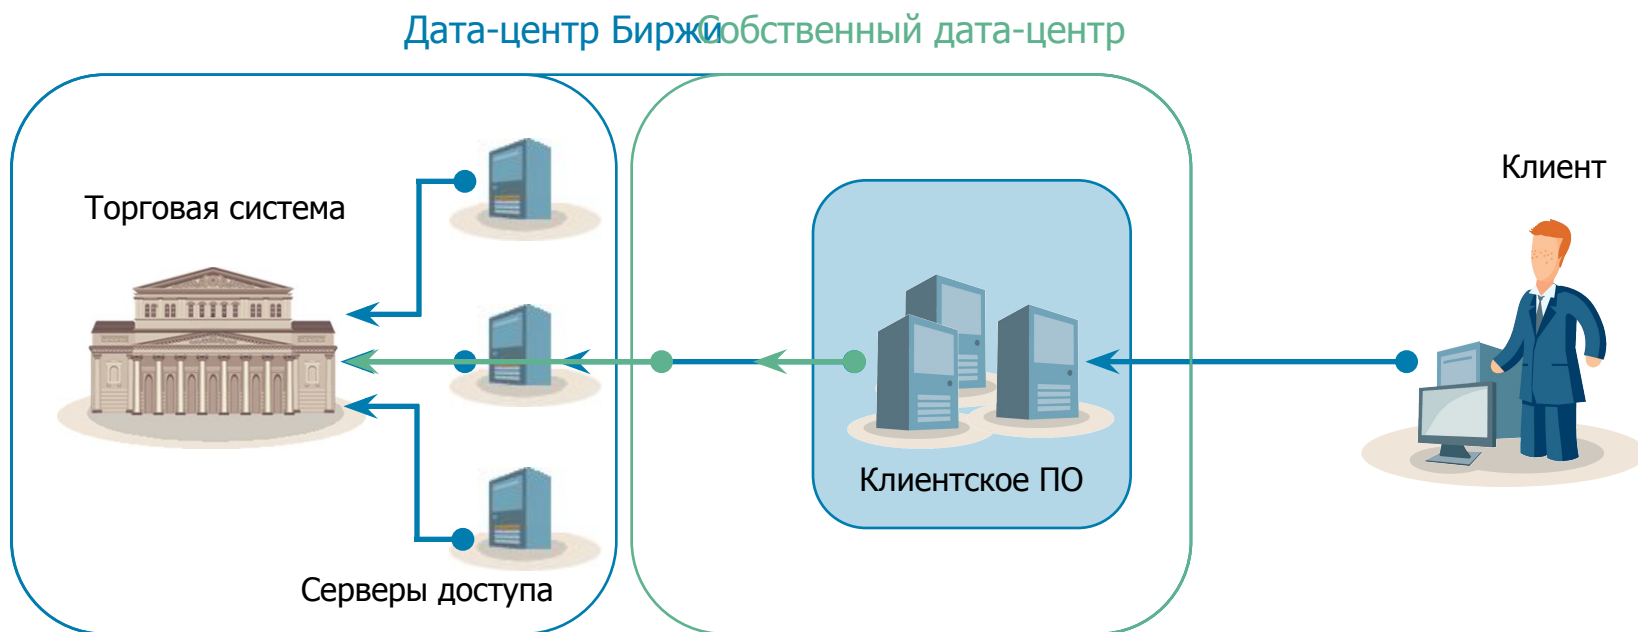 Дата-центр Биржи
Собственный дата-центр
Клиент
Торговая система
Клиентское ПО
Серверы доступа